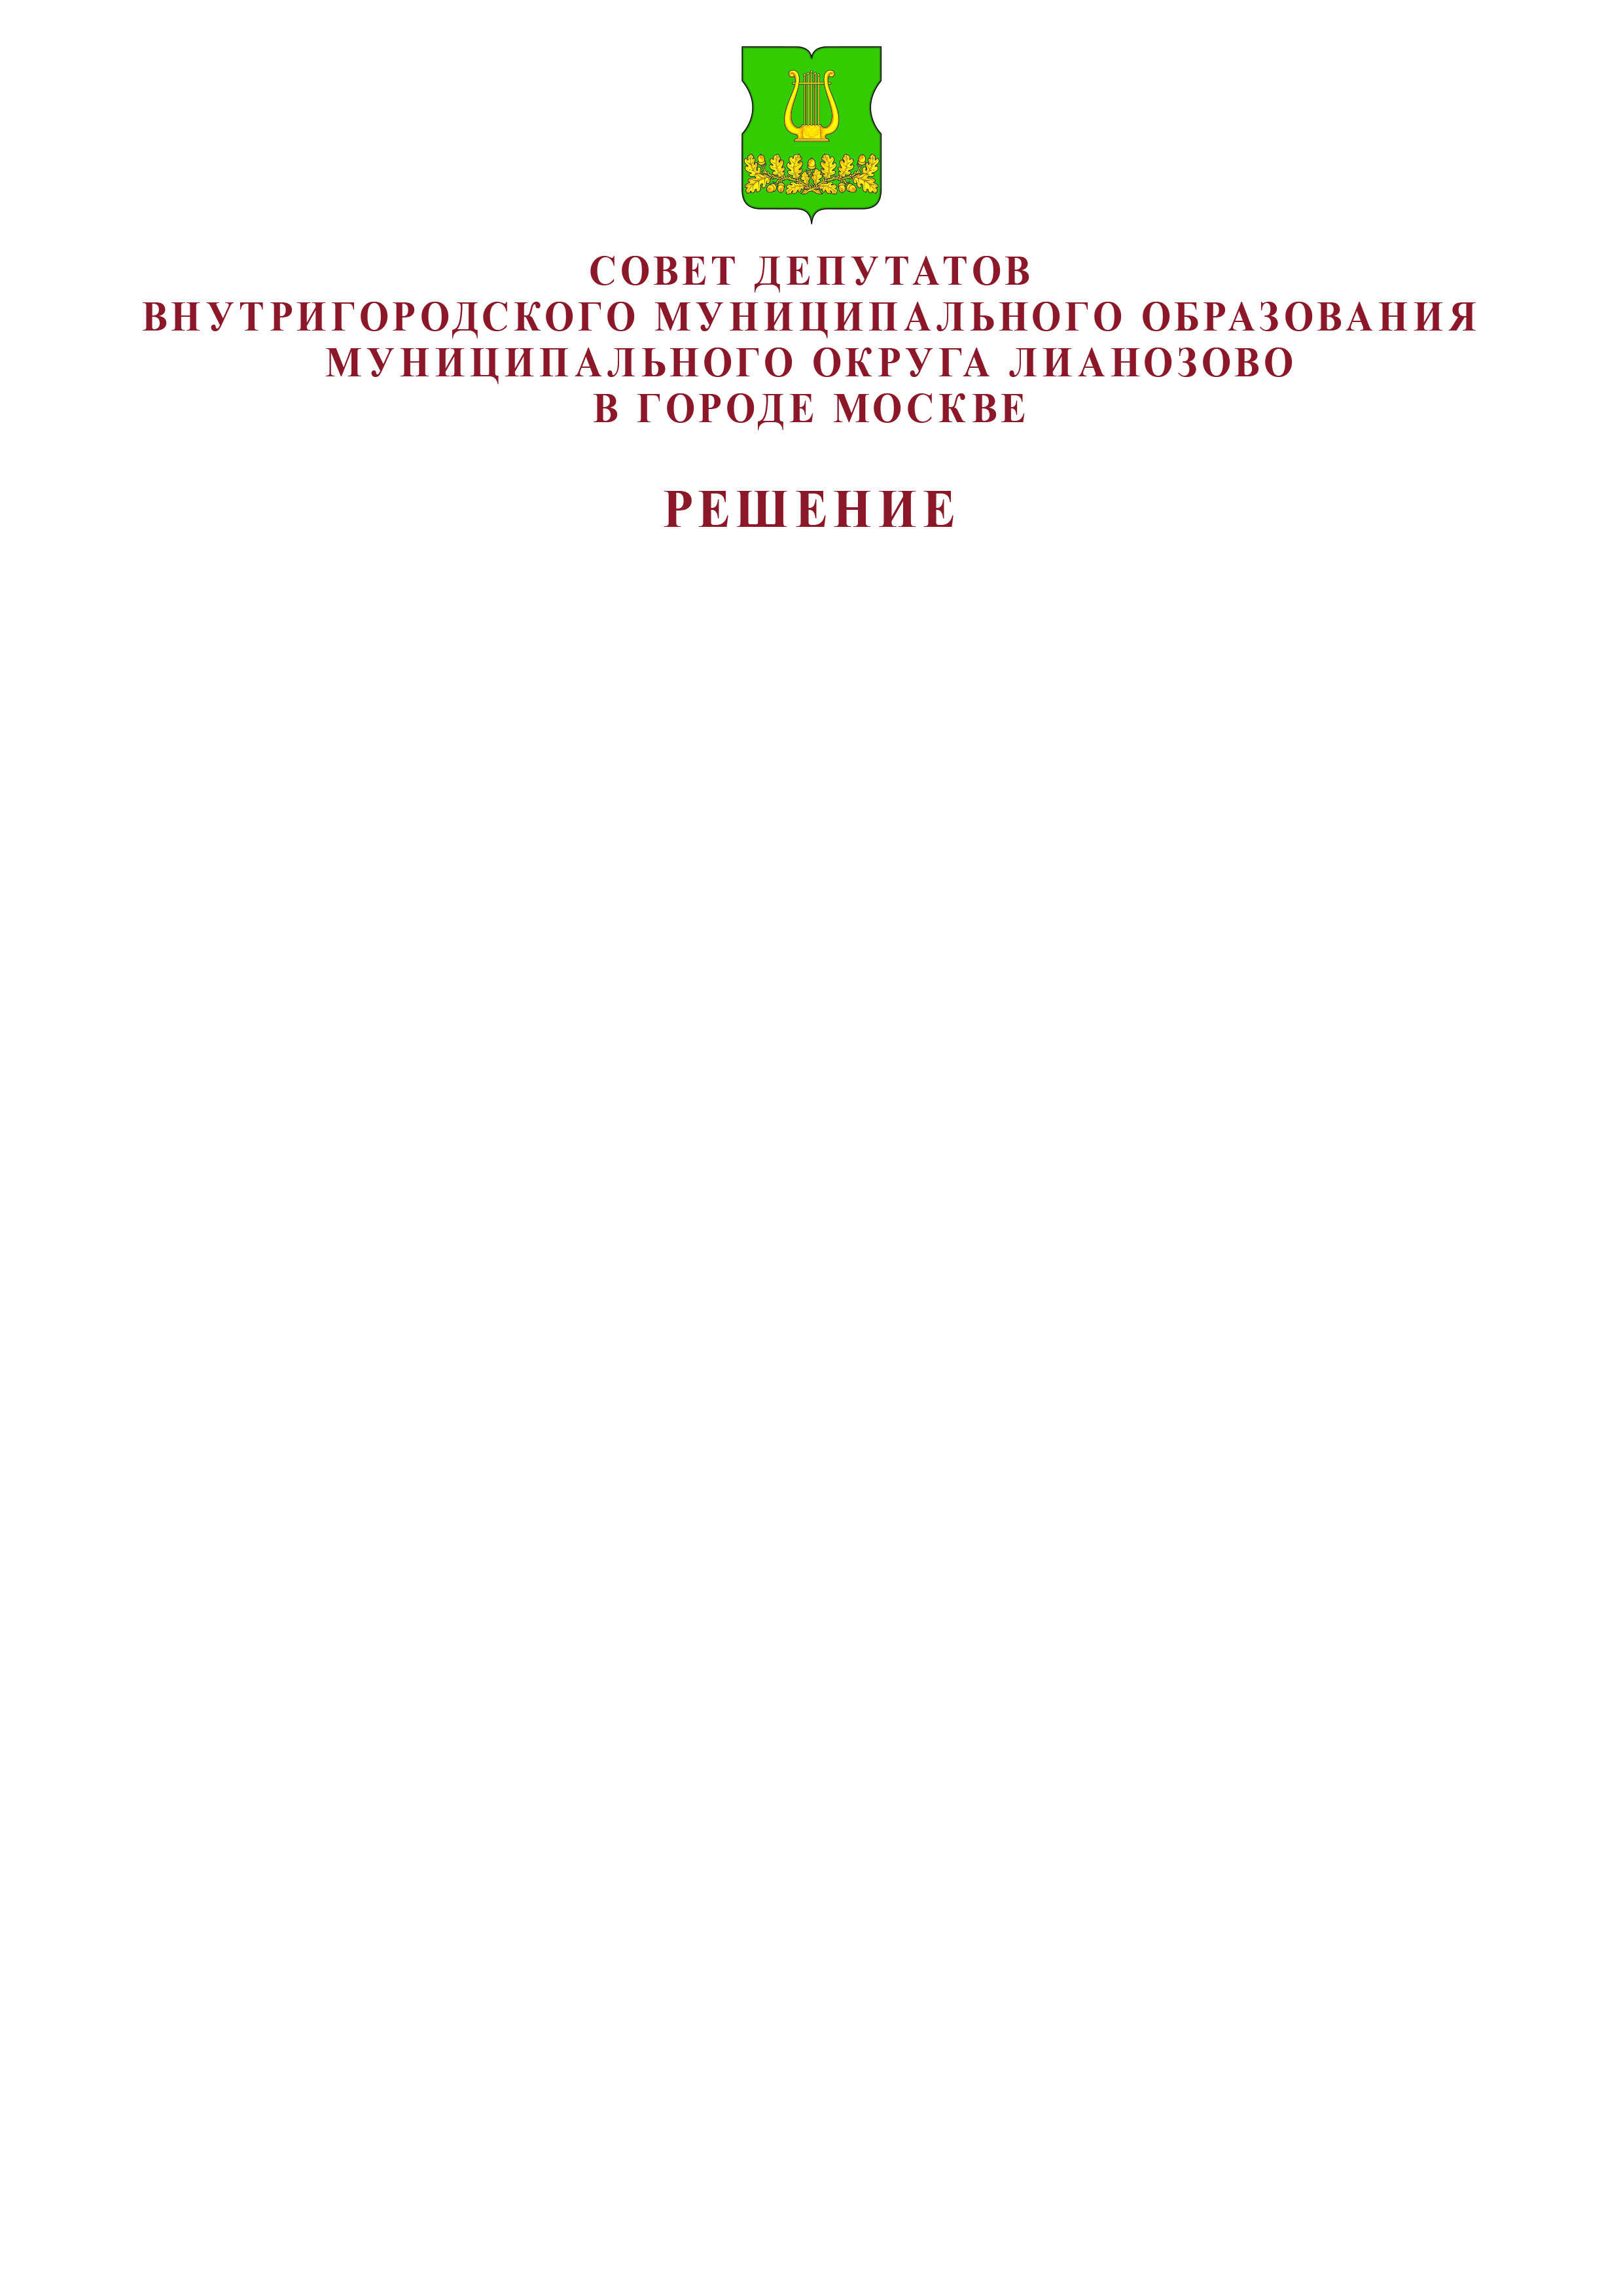 СОВЕТ ДЕПУТАТОВ
ВНУТРИГОРОДСКОГО МУНИЦИПАЛЬНОГО ОБРАЗОВАНИЯ
МУНИЦИПАЛЬНОГО ОКРУГА ЛИАНОЗОВО
В ГОРОДЕ МОСКВЕ
РЕШЕНИЕ